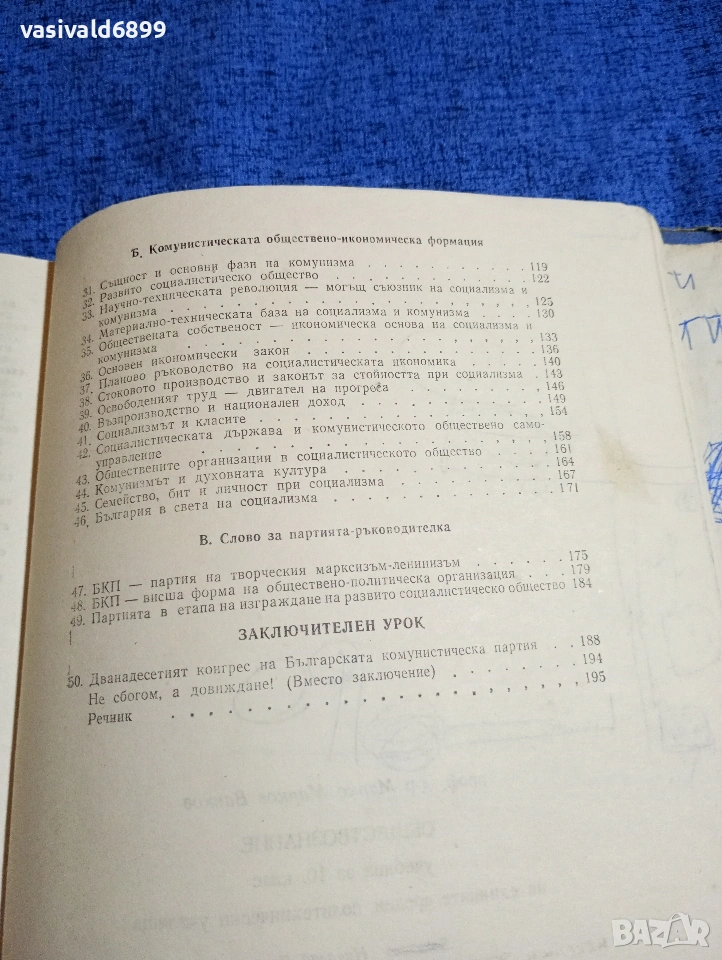 vasivald6899
Б. Комунистическата обществено-икономическа формация
31. Същност и основни фази на комунизма . . . . . . . . . 119
32. Развито социалистическо общество . . . . . . . . . 122
33. Научно-техническата революция — могъщ съюзник на социализма и
комунизма . . . . . . . . . 125
34. Материално-техническата база на социализма и комунизма . . . 130
35. Обществената собственост — икономическа основа на социализма и
комунизма . . . . . . . . . 133
36. Основен икономически закон . . . . . . . . . 136
37. Планово ръководство на социалистическата икономика . . . . 140
38. Стоковото производство и законът за стойността при социализма . 143
39. Освободеният труд — двигател на прогреса . . . . . . 146
40. Възпроизводство и национален доход . . . . . . . 149
41. Социализмът и класите . . . . . . . . . 154
42. Социалистическата държава и комунистическото обществено само-
управление . . . . . . . . . 158
43. Обществените организации в социалистическото общество . . . 161
44. Комунизмът и духовната култура . . . . . . . . 164
45. Семейство, бит и личност при социализма . . . . . . 167
46. България в света на социализма . . . . . . . . 171
В. Слово за партията-ръководителка
47. БКП — партия на творческия марксизъм-ленинизъм . . . . 175
48. БКП — висша форма на обществено-политическа организация . . . 179
49. Партията в етапа на изграждане на развито социалистическо общество 184
ЗАКЛЮЧИТЕЛЕН УРОК
50. Дванадесетият конгрес на Българската комунистическа партия . . 188
Не сбогом, а довиждане! (Вместо заключение) . . . . . . 194
Речник . . . . . . . . . 195
BAZAR